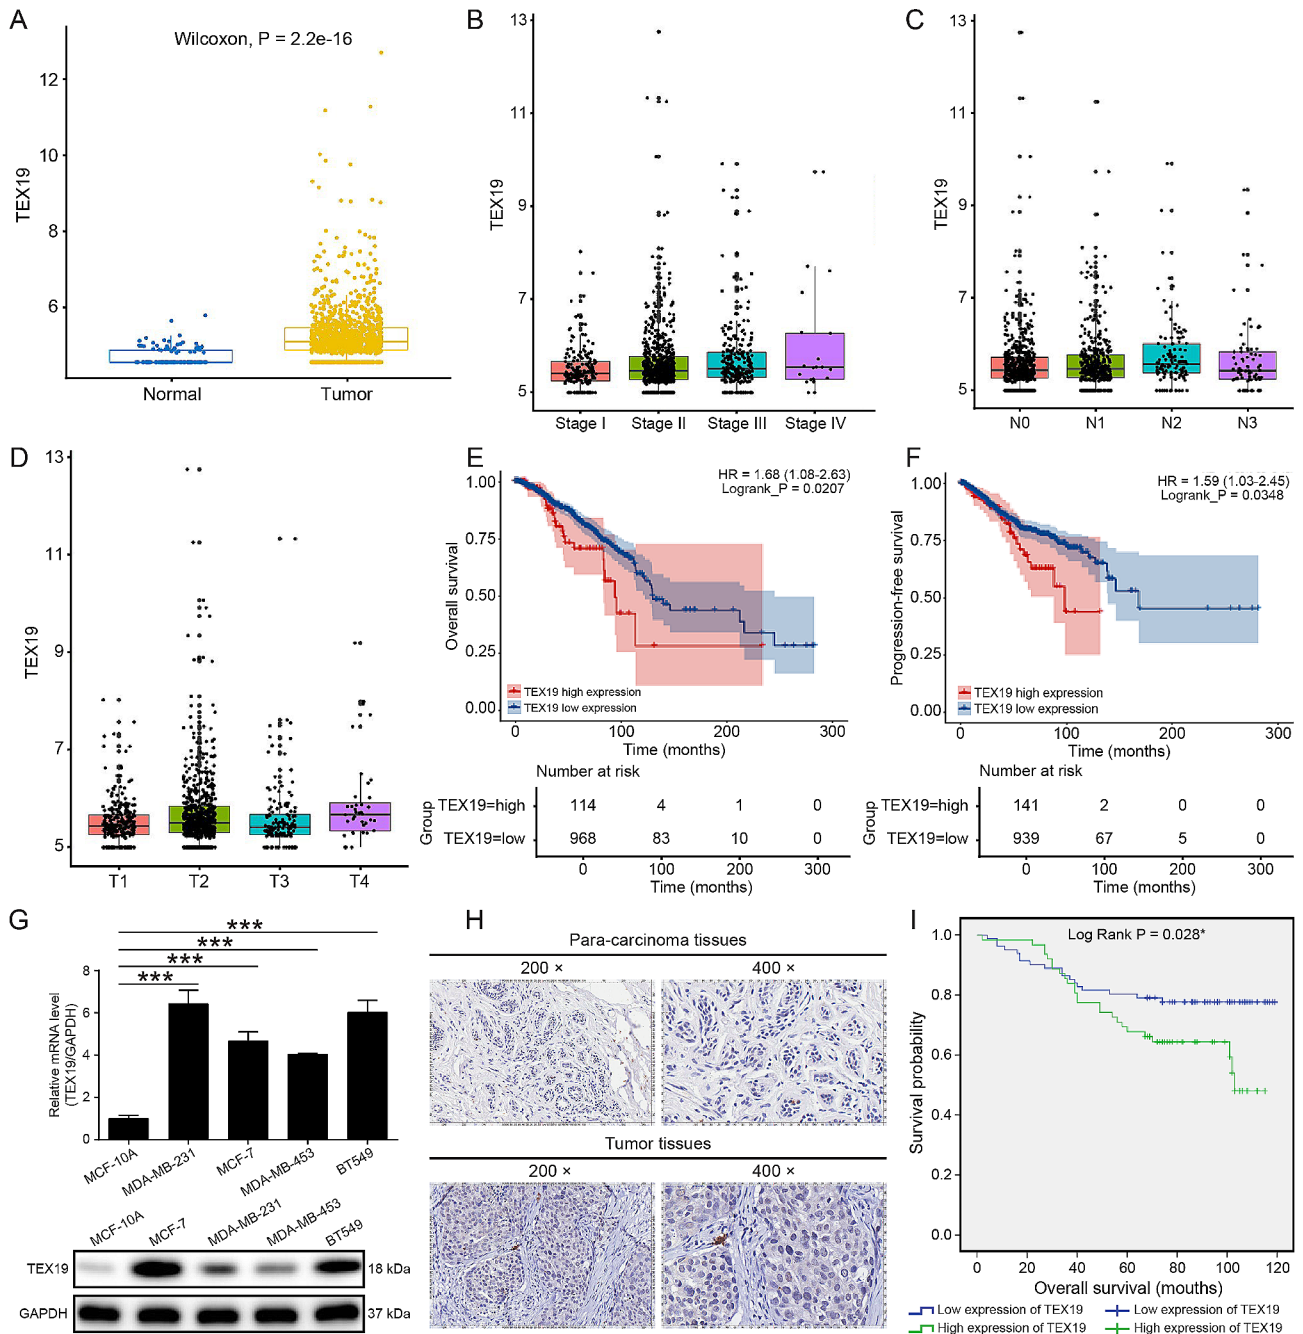 A
Wilcoxon, P = 2.2e-16
TEX19
12
10
8
6
Normal
Tumor
B
TEX19
13
11
9
7
5
Stage I
Stage II
Stage III
Stage IV
C
TEX19
13
11
9
7
5
N0
N1
N2
N3
D
TEX19
13
11
9
7
5
T1
T2
T3
T4
E
HR = 1.68 (1.08-2.63)
Logrank_P = 0.0207
Overall survival
1.00
0.75
0.50
0.25
0.00
TEX19 high expression
TEX19 low expression
0
100
200
300
Time (months)
Number at risk
Group
TEX19=high
114
4
1
0
TEX19=low
968
83
10
0
0
100
200
300
Time (months)
F
HR = 1.59 (1.03-2.45)
Logrank_P = 0.0348
Progression-free survival
1.00
0.75
0.50
0.25
0.00
TEX19 high expression
TEX19 low expression
0
100
200
300
Time (months)
Number at risk
Group
TEX19=high
141
2
0
0
TEX19=low
939
67
5
0
0
100
200
300
Time (months)
G
***
***
***
***
Relative mRNA level
(TEX19/GAPDH)
8
6
4
2
0
MCF-10A
MDA-MB-231
MCF-7
MDA-MB-453
BT549
MCF-10A
MCF-7
MDA-MB-231
MDA-MB-453
BT549
TEX19
18 kDa
GAPDH
37 kDa
H
Para-carcinoma tissues
200 ×
400 ×
Tumor tissues
200 ×
400 ×
I
Log Rank P = 0.028*
Survival probability
1.0
0.8
0.6
0.4
0.2
0.0
0
20
40
60
80
100
120
Overall survival (mouths)
Low expression of TEX19
Low expression of TEX19
High expression of TEX19
High expression of TEX19